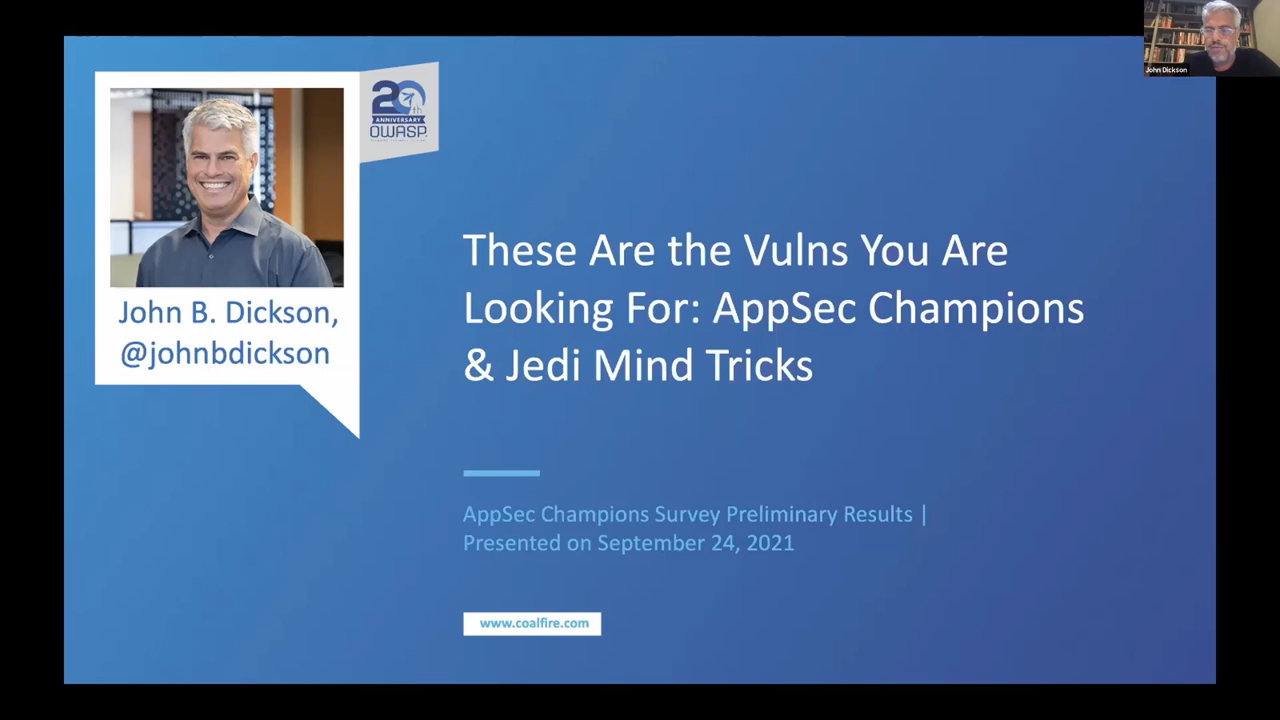 John Dickson
20th
ANNIVERSARY
OWASP
John B. Dickson,
@johnbdickson
These Are the Vulns You Are
Looking For: AppSec Champions
& Jedi Mind Tricks
AppSec Champions Survey Preliminary Results |
Presented on September 24, 2021
www.coalfire.com